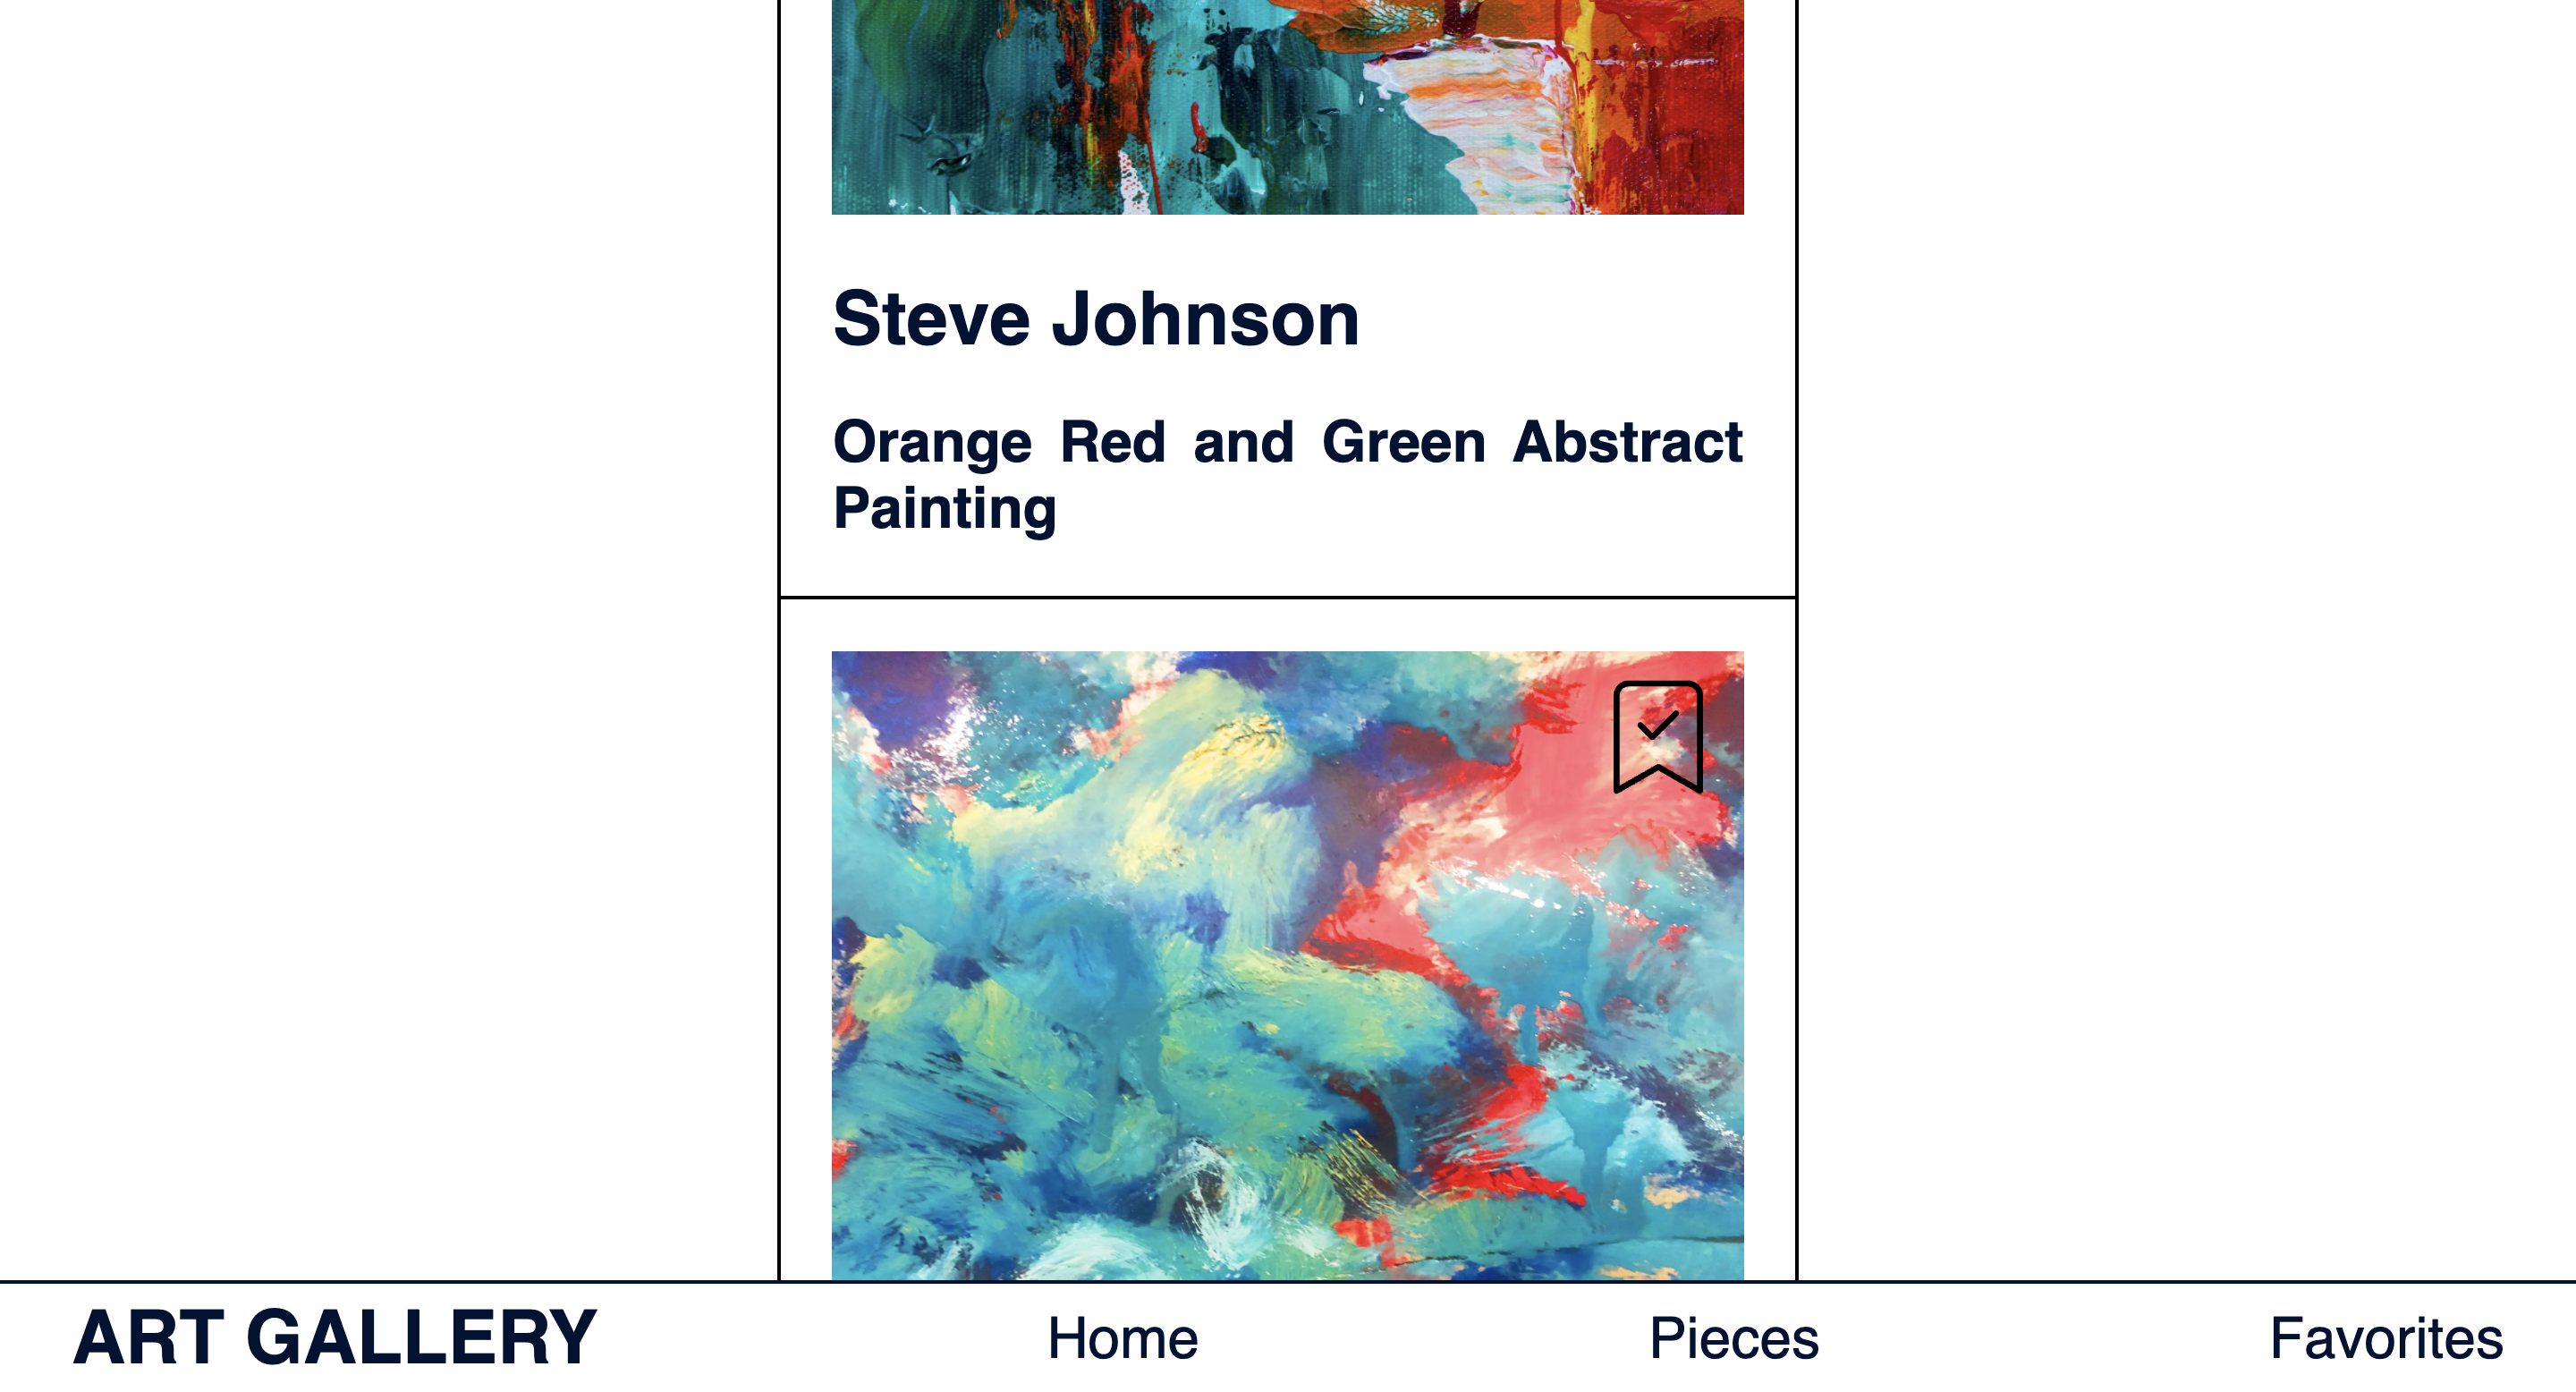 Steve Johnson
Orange Red and Green Abstract
Painting
ART GALLERY Home Pieces Favorites